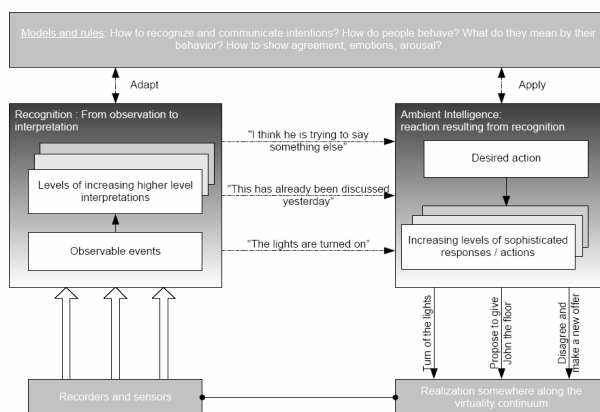 Models and rules: How to recognize and communicate intentions? How do people behave? What do they mean by their
behavior? How to show agreement, emotions, arousal?
Adapt
Apply
Recognition : From observation to
interpretation
Levels of increasing higher level
interpretations
Observable events
"I think he is trying to say
something else"
"This has already been discussed
yesterday"
"The lights are turned on"
Ambient Intelligence:
reaction resulting from recognition
Desired action
Increasing levels of sophisticated
responses / actions
Turn of the lights
Propose to give
John the floor
Disagree and
make a new offer
Recorders and sensors
Realization somewhere along the
virtuality continuum